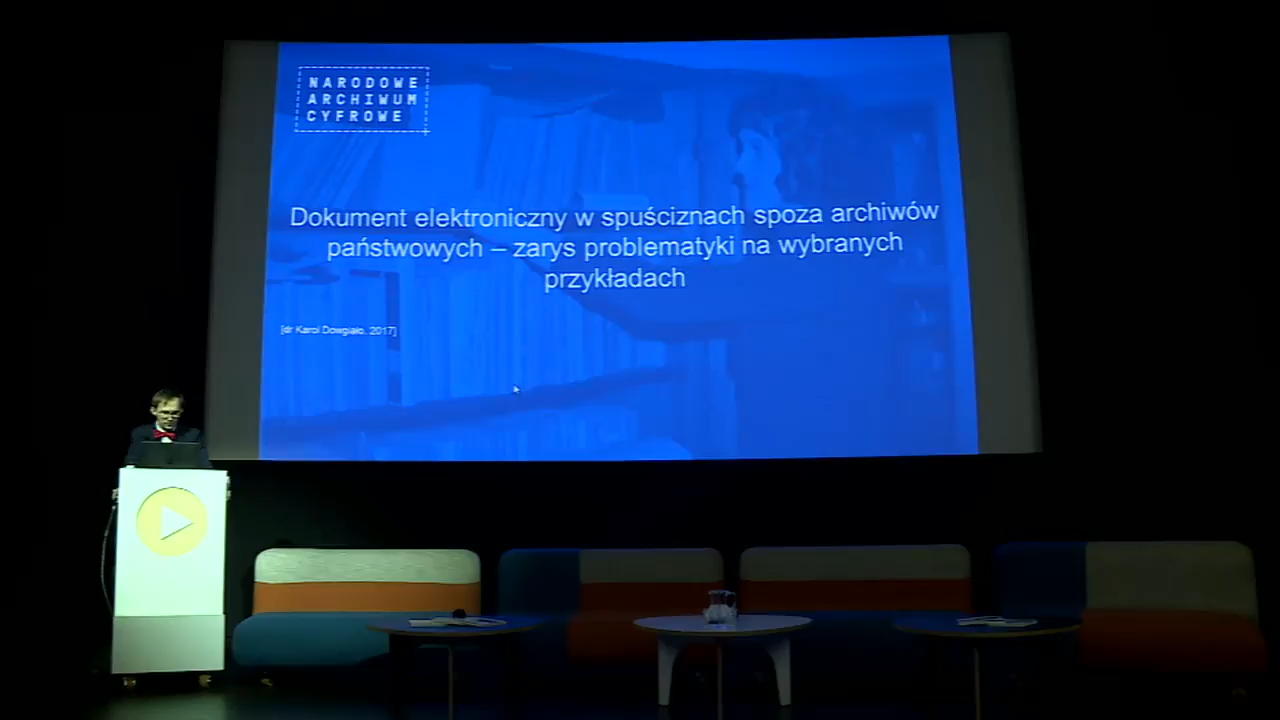 NARODOWE
ARCHIWUM
CYFROWE
Dokument elektroniczny w spuściznach spoza archiwów
państwowych – zarys problematyki na wybranych
przykładach
[dr Karol Dowgiało, 2017]